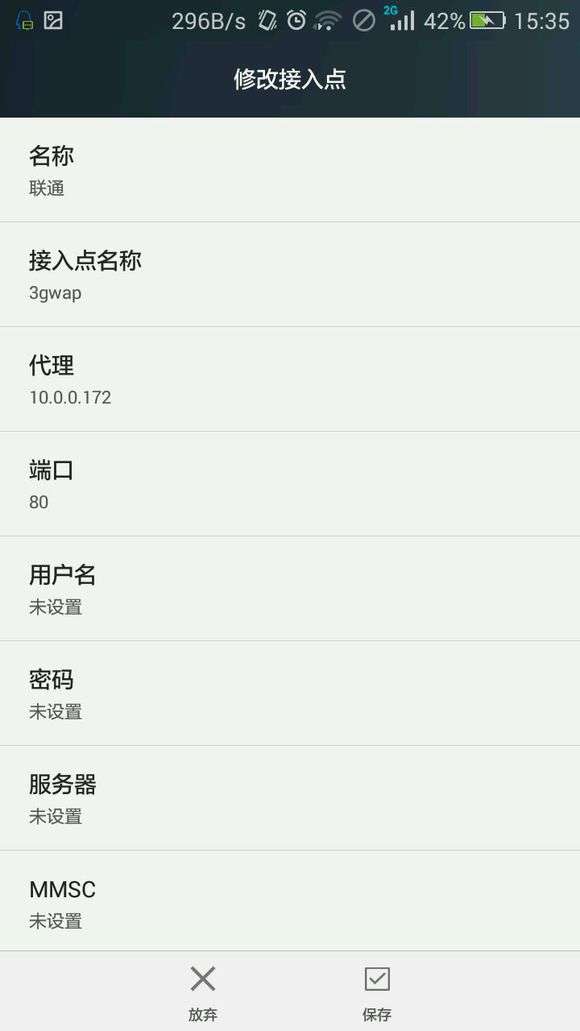 296B/s 2G 42% 15:35
修改接入点
名称
联通
接入点名称
3gwap
代理
10.0.0.172
端口
80
用户名
未设置
密码
未设置
服务器
未设置
MMSC
未设置
放弃 保存